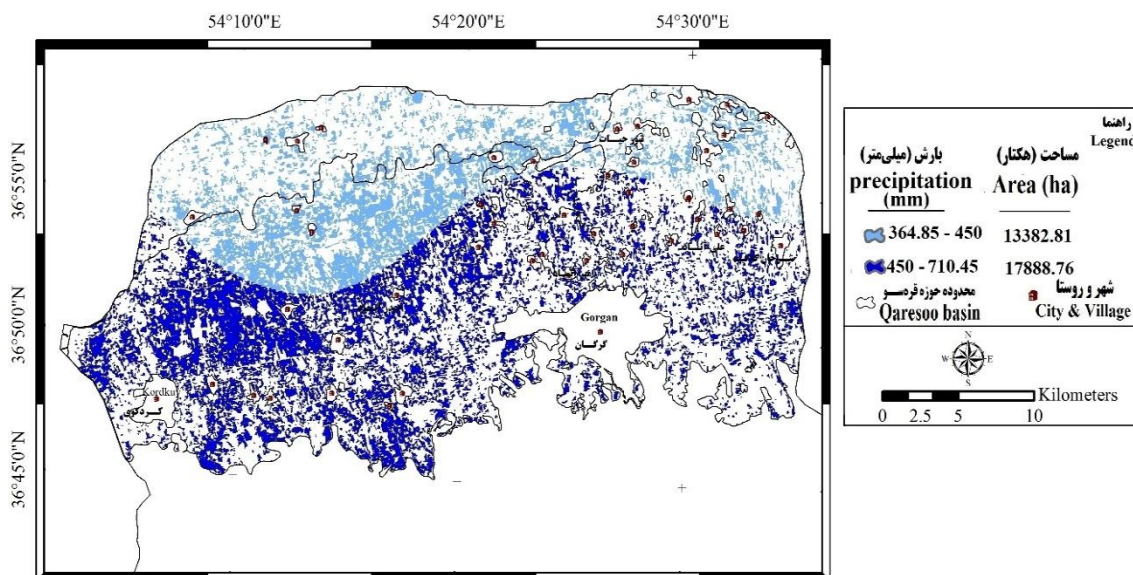 54°10'0"E
54°20'0"E
54°30'0"E
36°55'0"N
36°50'0"N
36°45'0"N
Gorgan
گرگان
Kordku
کردکوی
راهنما
Legend
بارش (میلی‌متر)
مساحت (هکتار)
precipitation
(mm)
Area (ha)
364.85 - 450
13382.81
450 - 710.45
17888.76
محدوده حوزه قره‌سو
Qaresoo basin
شهر و روستا
City & Village
N
W
E
S
Kilometers
0
2.5
5
10